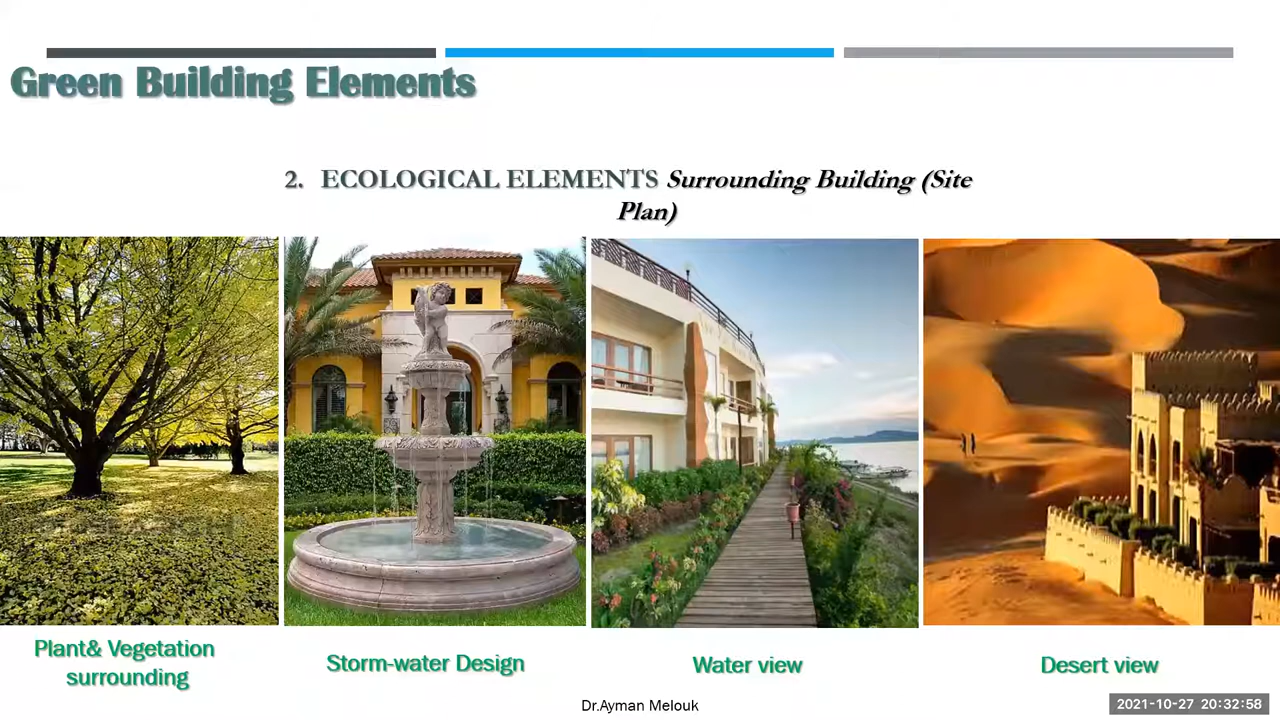 Green Building Elements
2. ECOLOGICAL ELEMENTS Surrounding Building (Site
Plan)
Plant& Vegetation
surrounding
Storm-water Design
Water view
Desert view
Dr.Ayman Melouk
2021-10-27 20:32:58